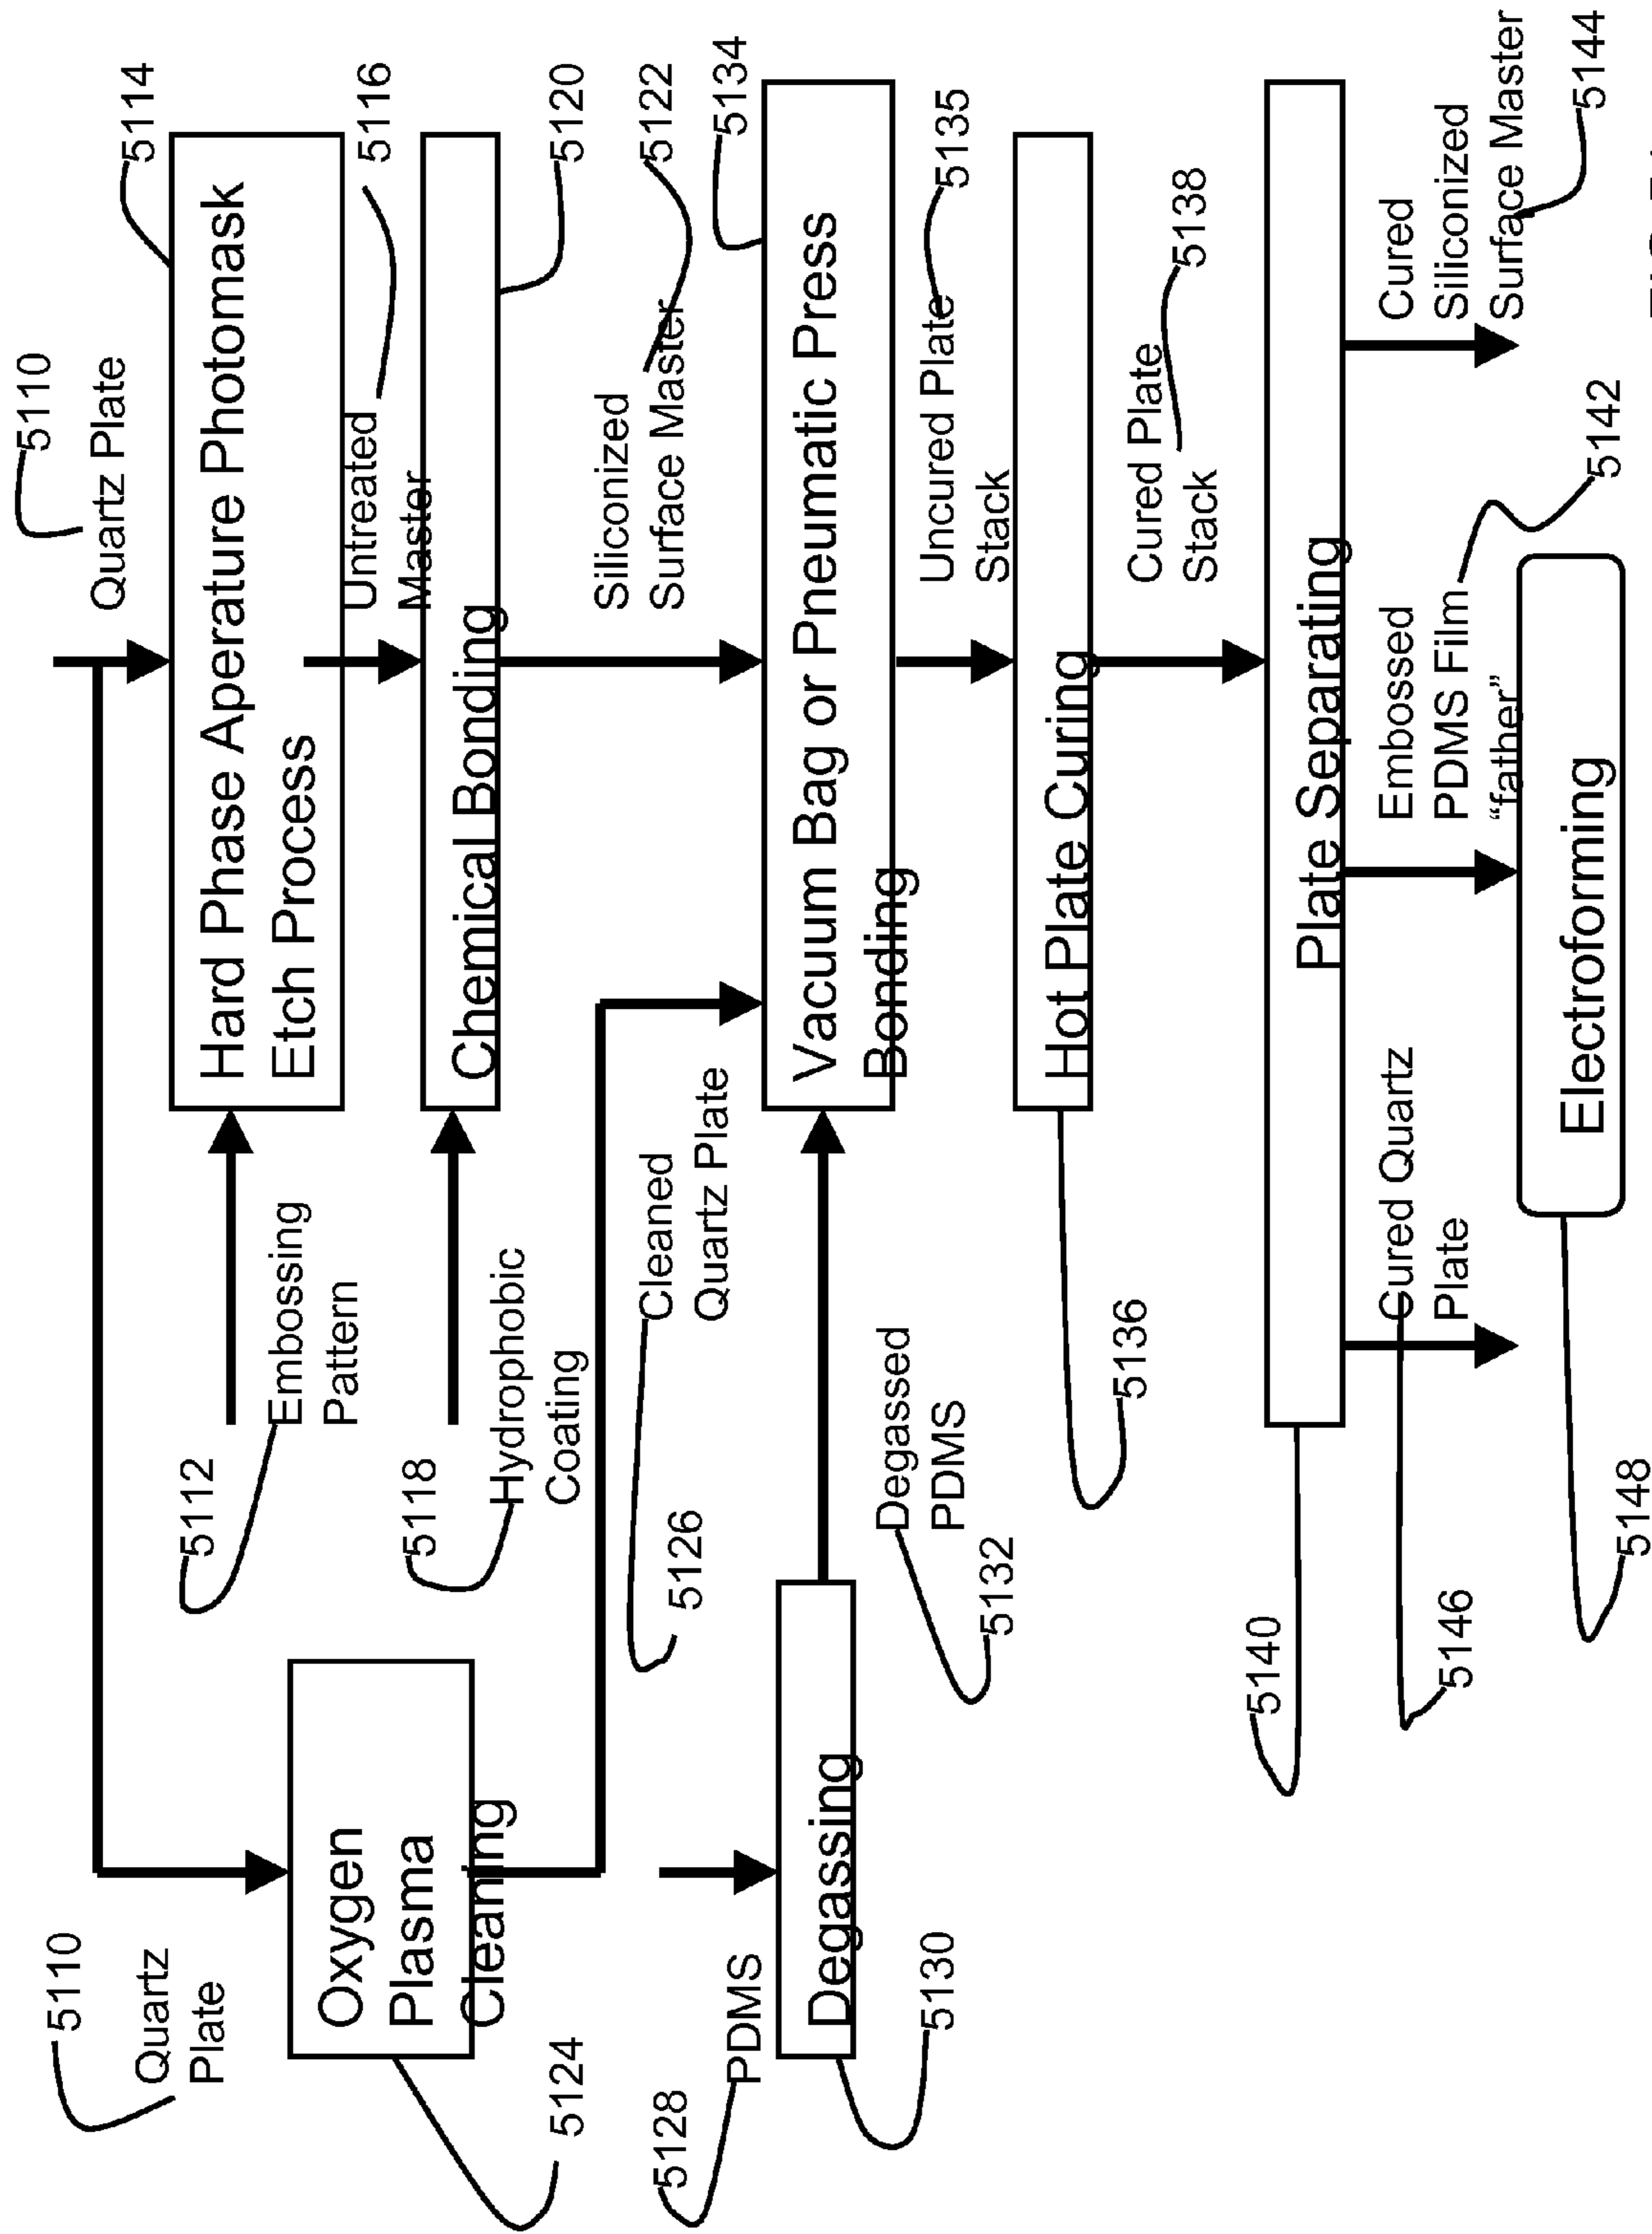 5110
Quartz Plate
5110
Quartz
Plate
5114
Hard Phase Aperature Photomask
Etch Process
5112
Embossing
Pattern
Oxygen
Plasma
Cleaning
5124
5116
Untreated
Master
5118
Hydrophobic
Coating
Chemical Bonding
5120
Siliconized
Surface Master
5122
Cleaned
Quartz Plate
5126
5128
PDMS
Degassing
5130
Degassed
PDMS
5132
5134
Vacuum Bag or Pneumatic Press
Bonding
5135
Uncured Plate
Stack
Hot Plate Curing
5136
5138
Cured Plate
Stack
5140
Plate Separating
Cured Quartz
Plate
5146
Embossed
PDMS Film
“father”
5142
Cured
Siliconized
Surface Master
5144
Electroforming
5148